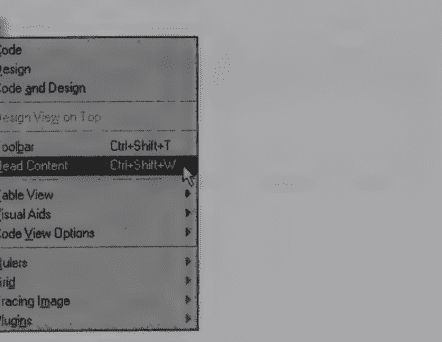 ode
esign
ode and Design
esign View on Top
oolbar Ctrl+Shift+T
ead Content Ctrl+Shift+W
able View
isual Aids
ode View Options
ulers
rid
racing Image
lugins